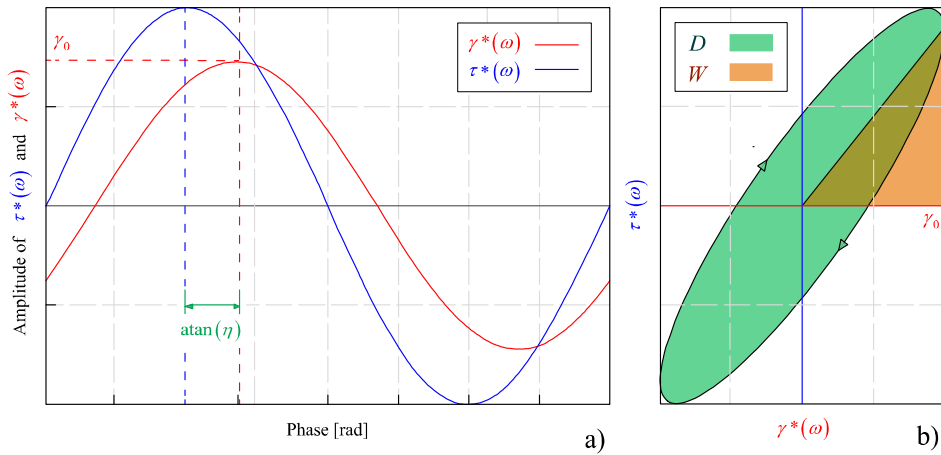 γ₀
γ*(ω)
τ*(ω)
Amplitude of τ*(ω) and γ*(ω)
atan(η)
Phase [rad]
a)
D
W
τ*(ω)
γ₀
γ*(ω)
b)